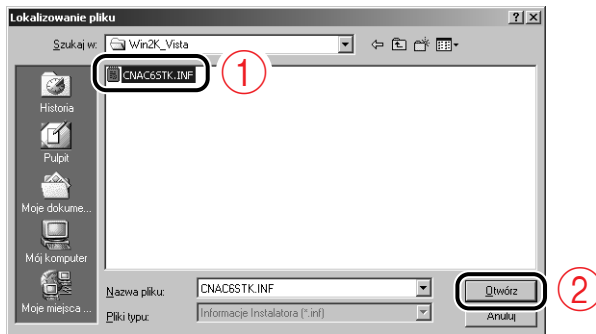 Lokalizowanie pliku
Szukaj w: Win2K_Vista
CNAC6STK.INF
1
Historia
Pulpit
Moje dokume...
Mój komputer
Moje miejsca ...
Nazwa pliku: CNAC6STK.INF Otwórz
2
Pliki typu: Informacje Instalatora (*.inf) Anuluj